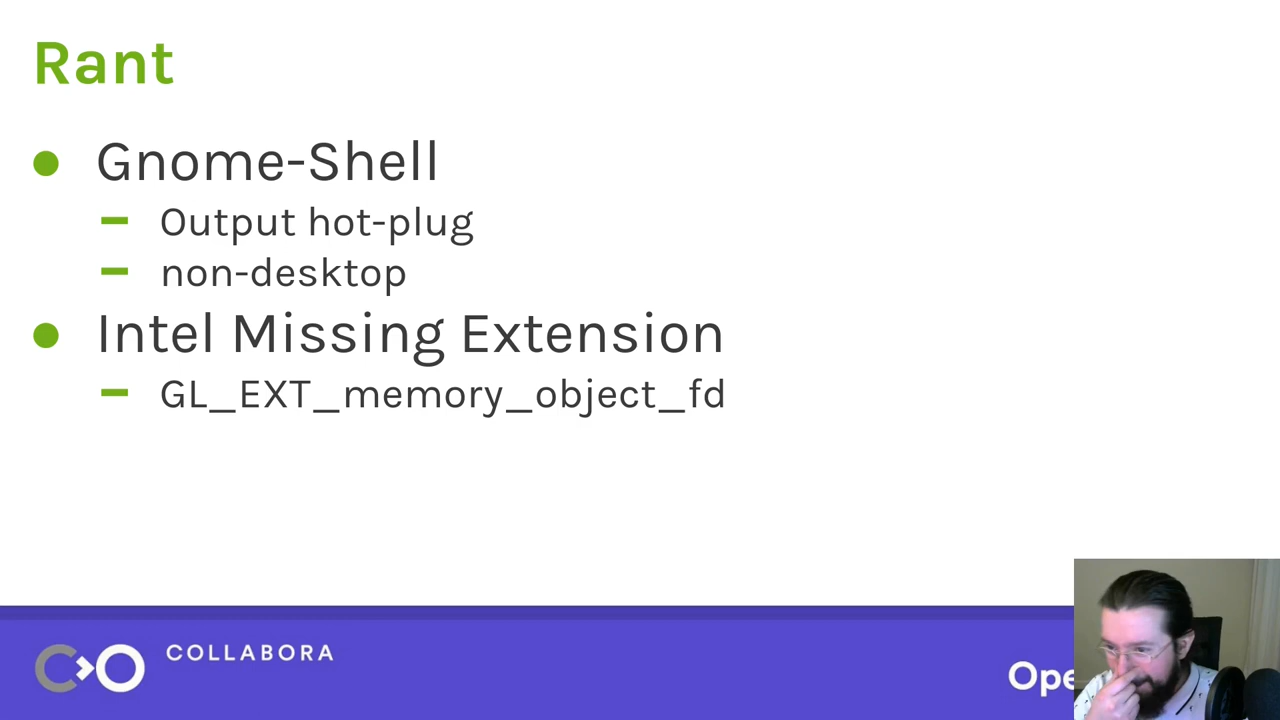 Rant
Gnome-Shell
Output hot-plug
non-desktop
Intel Missing Extension
GL_EXT_memory_object_fd
COLLABORA
Ope